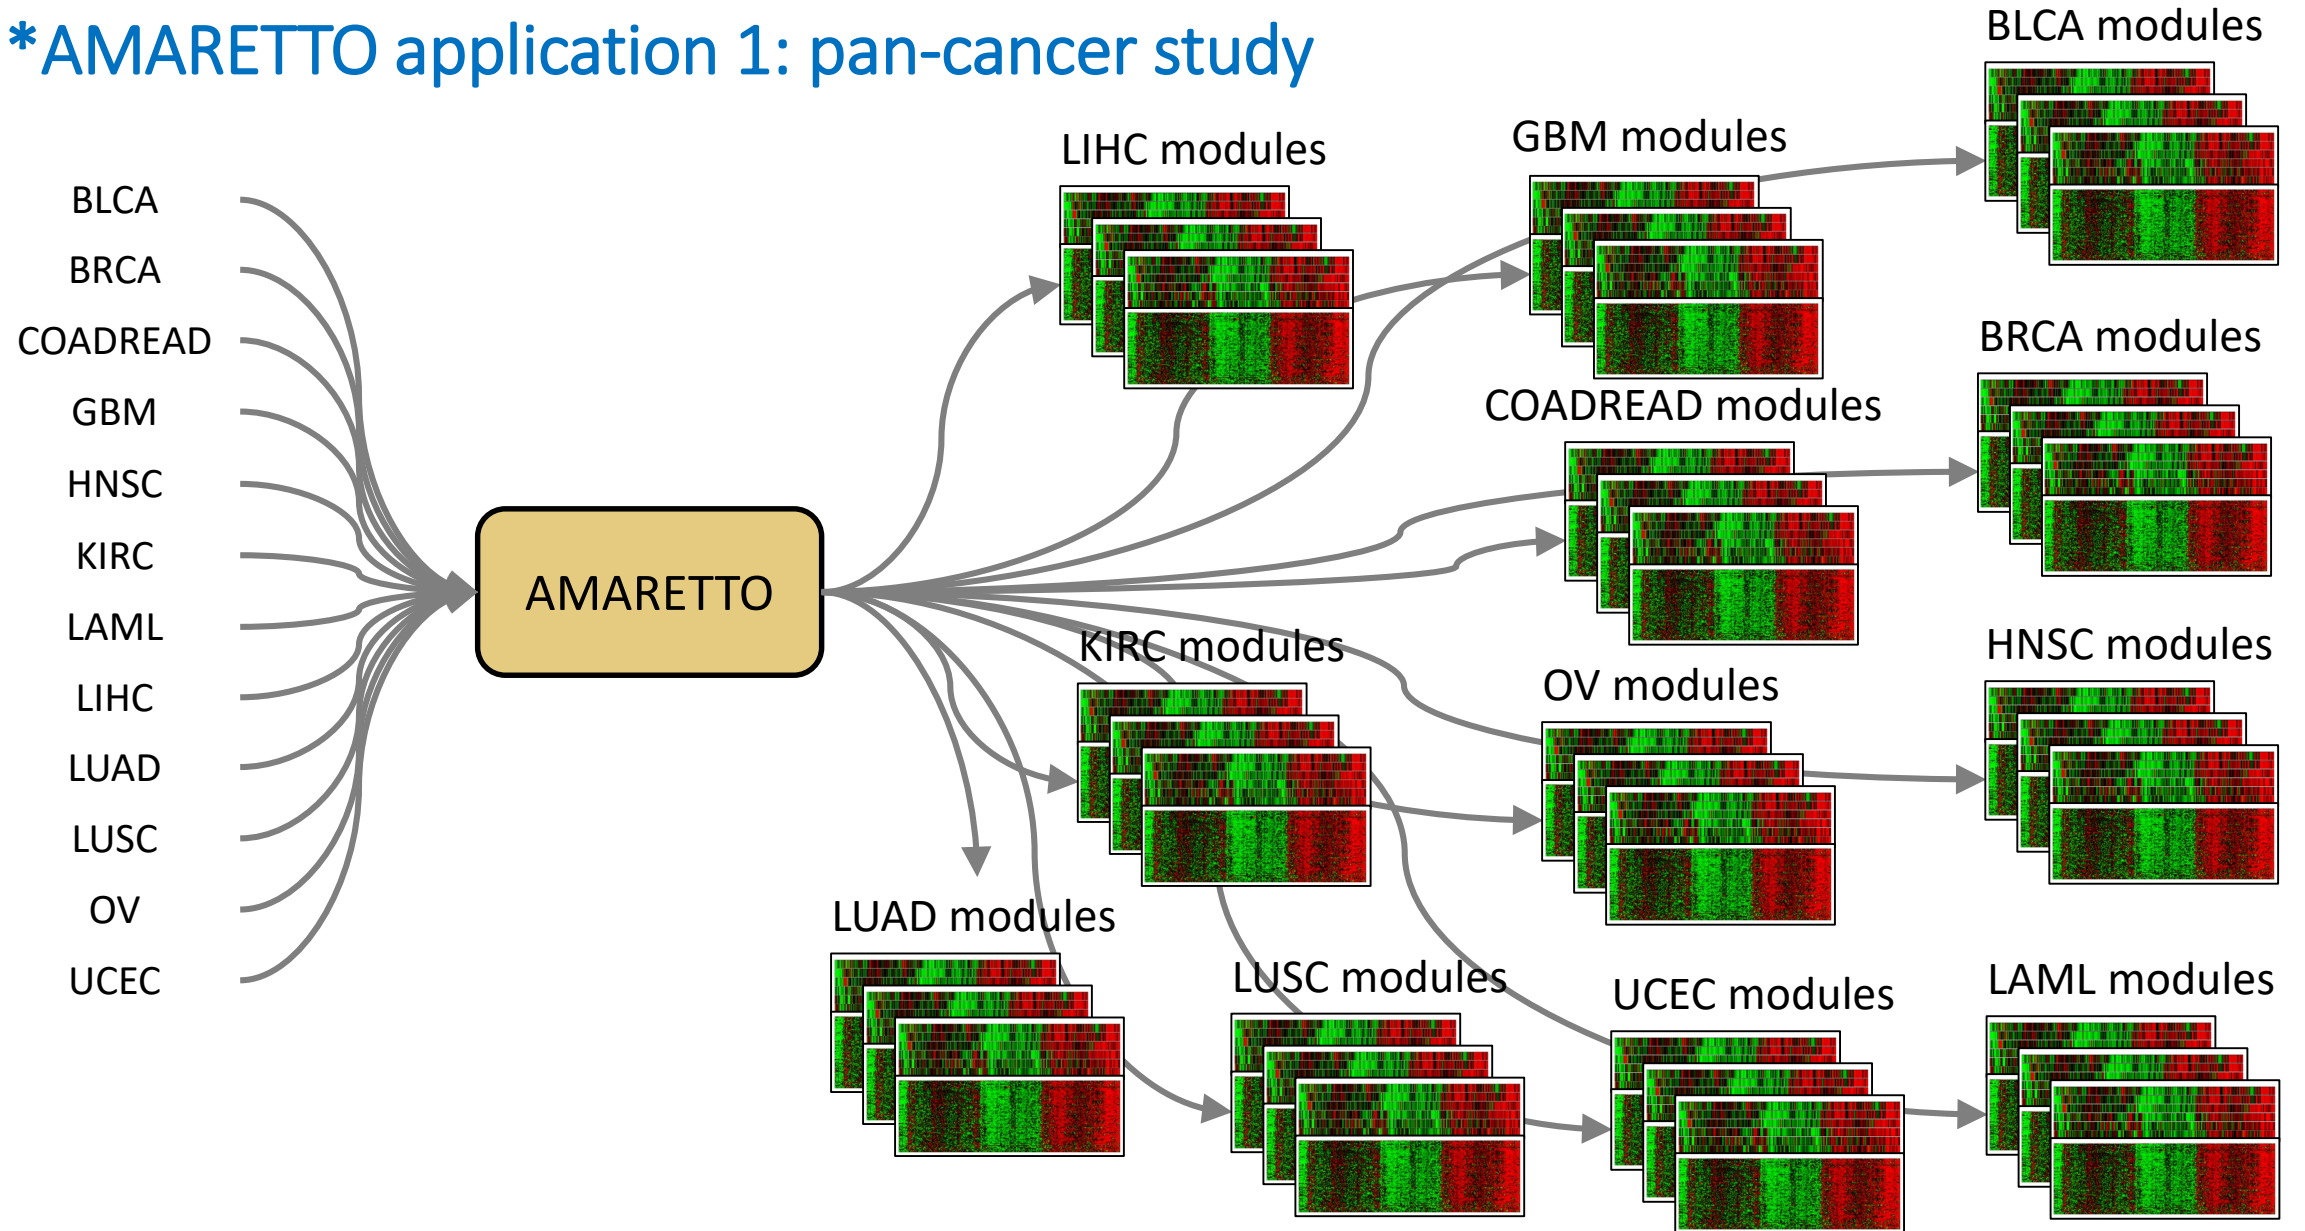 *AMARETTO application 1: pan-cancer study
BLCA
BRCA
COADREAD
GBM
HNSC
KIRC
LAML
LIHC
LUAD
LUSC
OV
UCEC
AMARETTO
LIHC modules
GBM modules
BLCA modules
COADREAD modules
BRCA modules
KIRC modules
OV modules
HNSC modules
LUAD modules
LUSC modules
UCEC modules
LAML modules